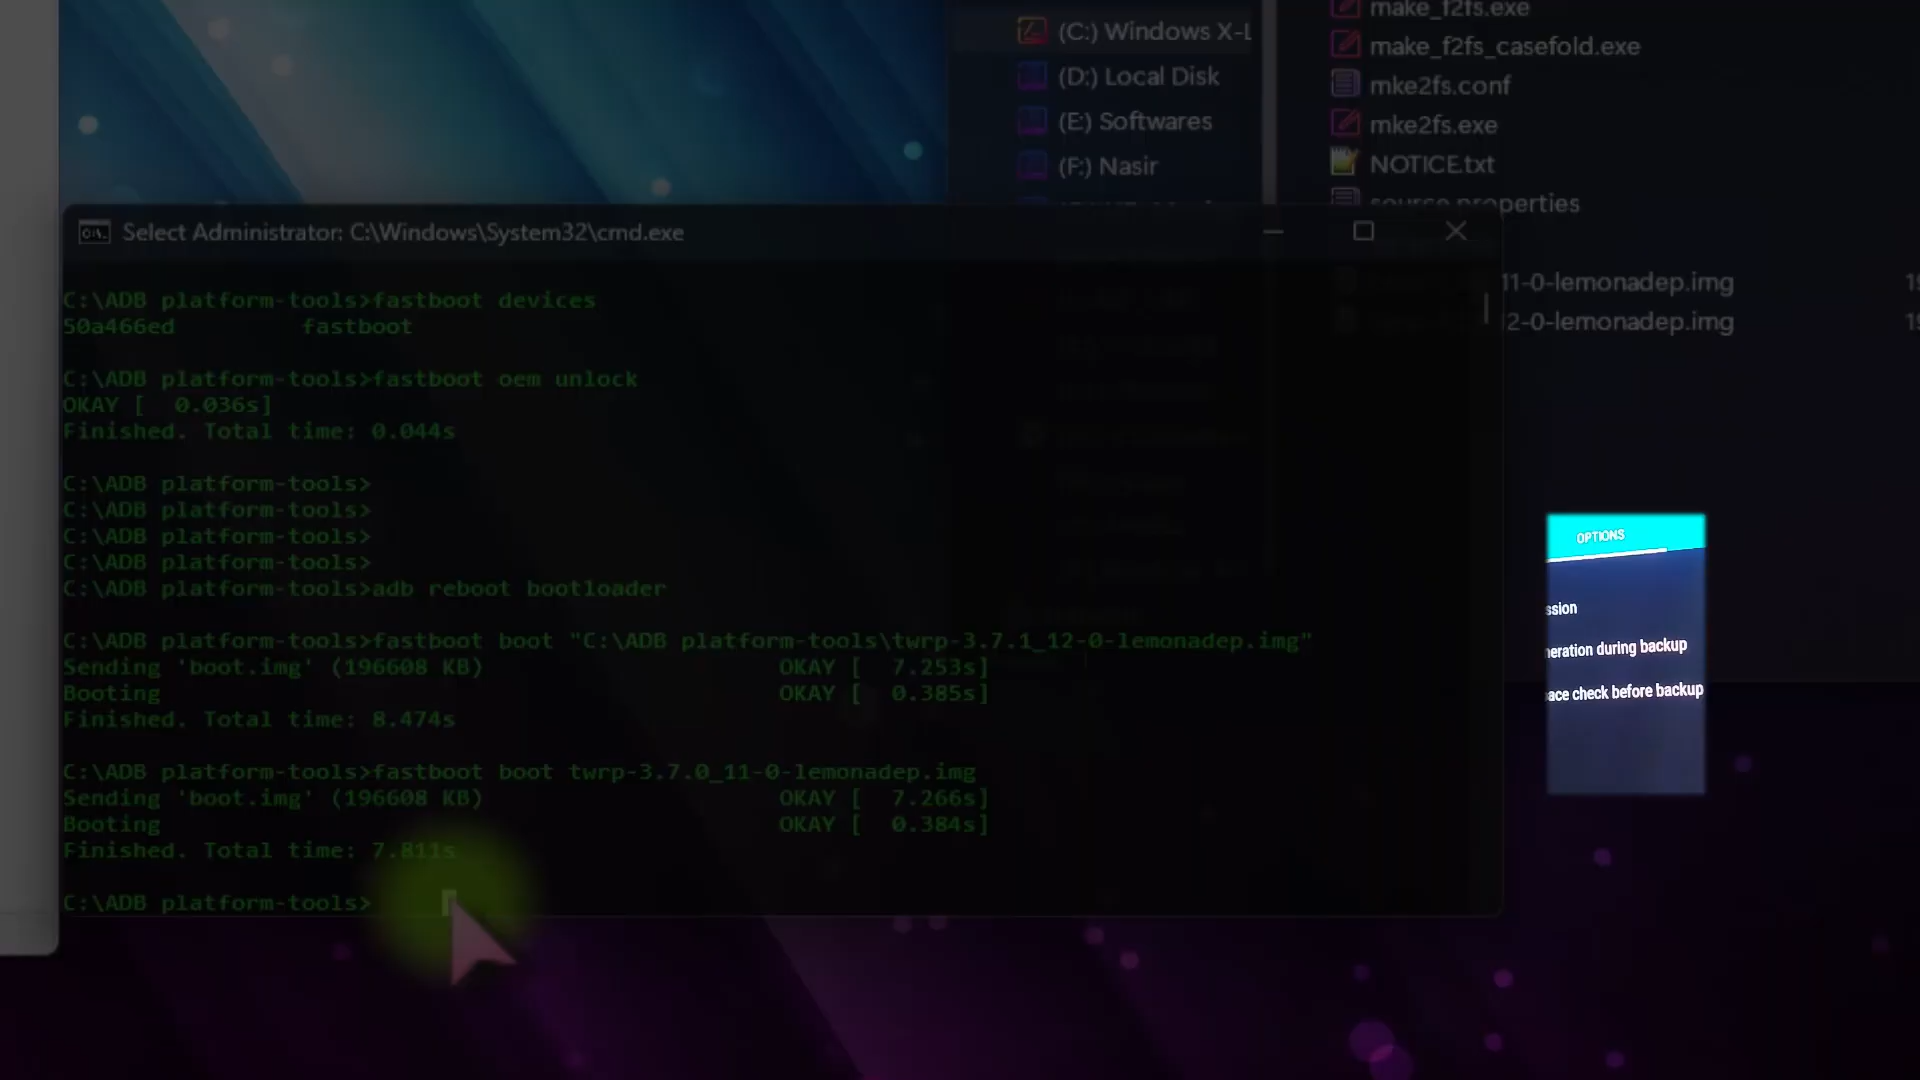 (C:) Windows X-L
(D:) Local Disk
(E:) Softwares
(F:) Nasir
make_f2fs.exe
make_f2fs_casefold.exe
mke2fs.conf
mke2fs.exe
NOTICE.txt
source.properties
11-0-lemonadep.img
12-0-lemonadep.img
Select Administrator: C:\Windows\System32\cmd.exe
C:\ADB platform-tools>fastboot devices
50a466ed fastboot
C:\ADB platform-tools>fastboot oem unlock
OKAY [ 0.036s]
Finished. Total time: 0.044s
C:\ADB platform-tools>
C:\ADB platform-tools>
C:\ADB platform-tools>
C:\ADB platform-tools>
C:\ADB platform-tools>adb reboot bootloader
C:\ADB platform-tools>fastboot boot "C:\ADB platform-tools\twrp-3.7.1_12-0-lemonadep.img"
Sending 'boot.img' (196608 KB) OKAY [ 7.253s]
Booting OKAY [ 0.385s]
Finished. Total time: 8.474s
C:\ADB platform-tools>fastboot boot twrp-3.7.0_11-0-lemonadep.img
Sending 'boot.img' (196608 KB) OKAY [ 7.266s]
Booting OKAY [ 0.384s]
Finished. Total time: 7.811s
C:\ADB platform-tools>
OPTIONS
ssion
neration during backup
ace check before backup